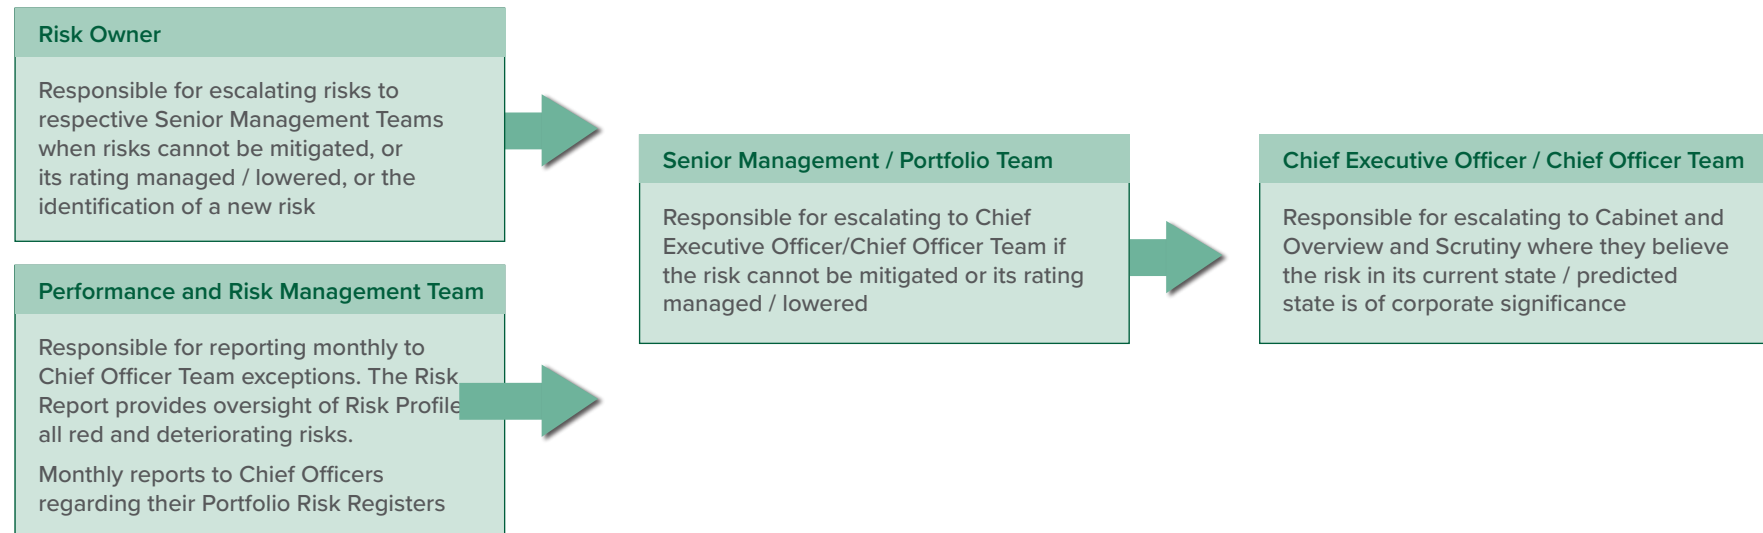 Risk Owner
Responsible for escalating risks to
respective Senior Management Teams
when risks cannot be mitigated, or
its rating managed / lowered, or the
identification of a new risk
Performance and Risk Management Team
Responsible for reporting monthly to
Chief Officer Team exceptions. The Risk
Report provides oversight of Risk Profile
all red and deteriorating risks.
Monthly reports to Chief Officers
regarding their Portfolio Risk Registers
Senior Management / Portfolio Team
Responsible for escalating to Chief
Executive Officer/Chief Officer Team if
the risk cannot be mitigated or its rating
managed / lowered
Chief Executive Officer / Chief Officer Team
Responsible for escalating to Cabinet and
Overview and Scrutiny where they believe
the risk in its current state / predicted
state is of corporate significance